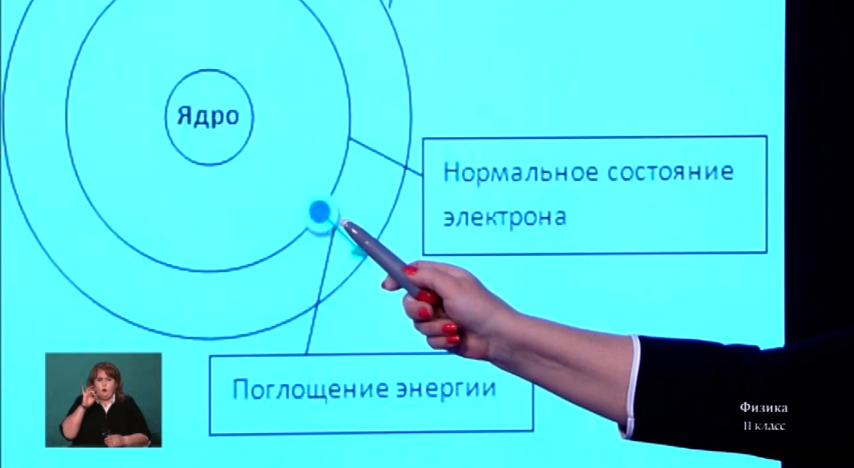 Ядро
Нормальное состояние
электрона
Поглощение энергии
Физика
11 класс